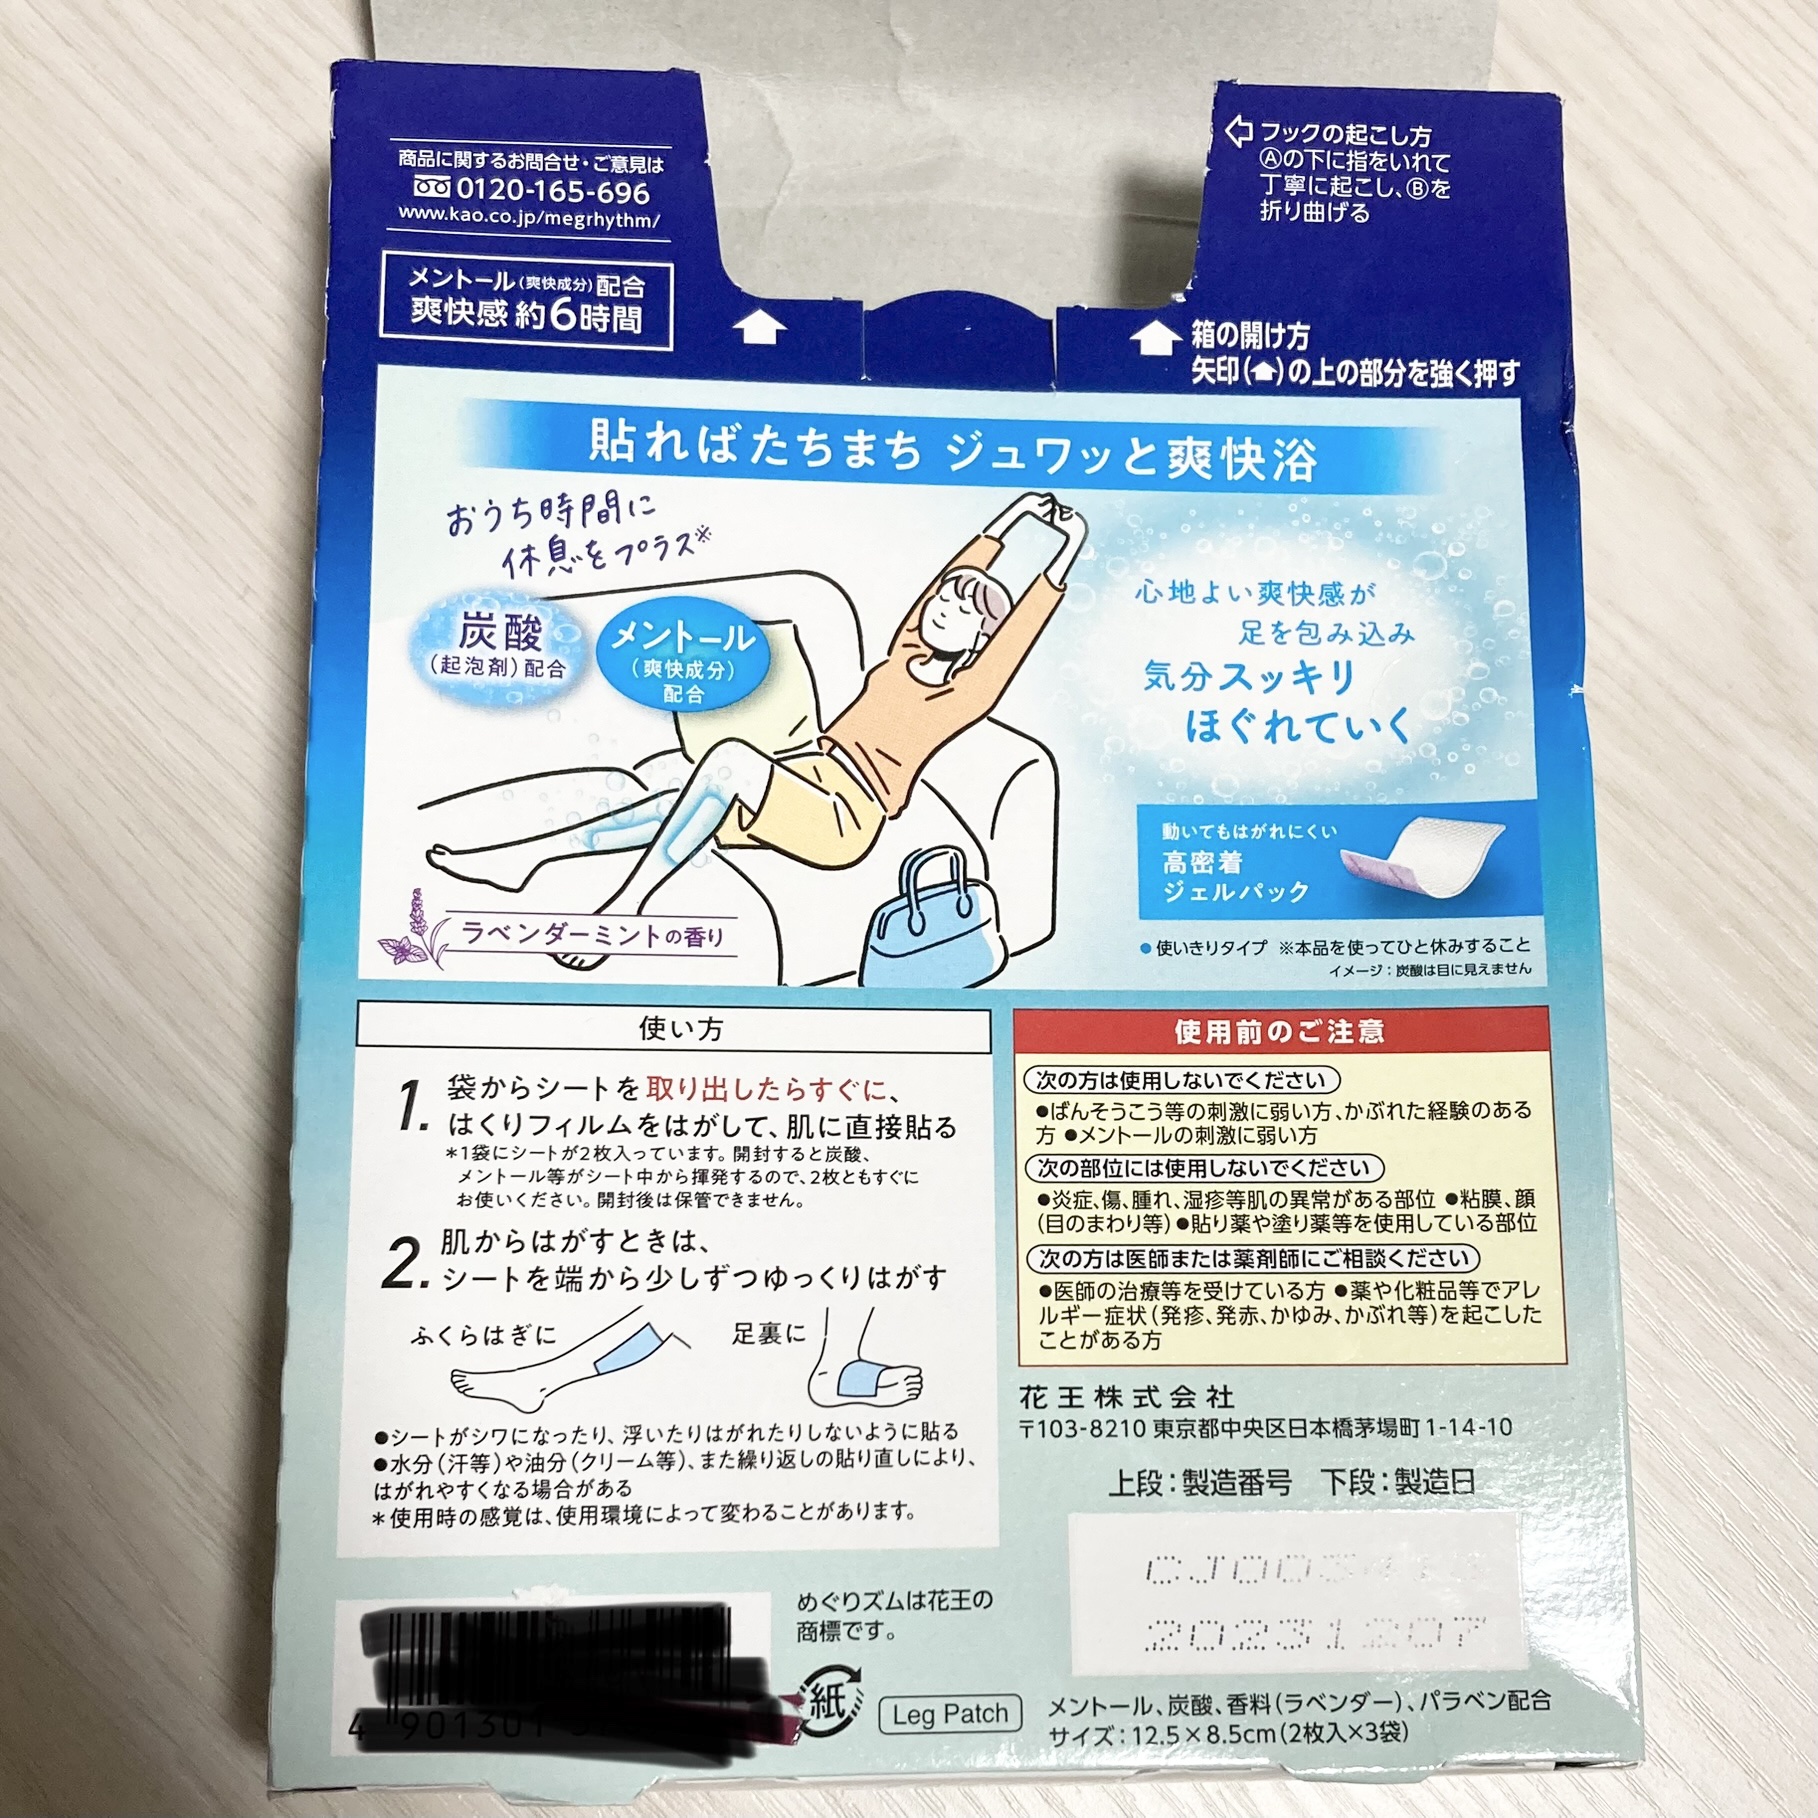 商品に関するお問合せ・ご意見は
0120-165-696
www.kao.co.jp/megrhythm/
メントール(爽快成分)配合
爽快感 約6時間
フックの起こし方
Ⓐの下に指をいれて
丁寧に起こし、Ⓑを
折り曲げる
箱の開け方
矢印(⬆)の上の部分を強く押す
貼ればたちまち ジュワッと爽快浴
おうち時間に
休息をプラス※
炭酸
(起泡剤)配合
メントール
(爽快成分)
配合
心地よい爽快感が
足を包み込み
気分スッキリ
ほぐれていく
動いてもはがれにくい
高密着
ジェルパック
ラベンダーミントの香り
●使いきりタイプ ※本品を使ってひと休みすること
イメージ:炭酸は目に見えません
使い方
1. 袋からシートを取り出したらすぐに、
はくりフィルムをはがして、肌に直接貼る
*1袋にシートが2枚入っています。開封すると炭酸、
メントール等がシート中から揮発するので、2枚ともすぐに
お使いください。開封後は保管できません。
2. 肌からはがすときは、
シートを端から少しずつゆっくりはがす
ふくらはぎに
足裏に
●シートがシワになったり、浮いたりはがれたりしないように貼る
●水分(汗等)や油分(クリーム等)、また繰り返しの貼り直しにより、
はがれやすくなる場合がある
*使用時の感覚は、使用環境によって変わることがあります。
使用前のご注意
次の方は使用しないでください
●ばんそうこう等の刺激に弱い方、かぶれた経験のある
方 ●メントールの刺激に弱い方
次の部位には使用しないでください
●炎症、傷、腫れ、湿疹等肌の異常がある部位 ●粘膜、顔
(目のまわり等) ●貼り薬や塗り薬等を使用している部位
次の方は医師または薬剤師にご相談ください
●医師の治療等を受けている方 ●薬や化粧品等でアレ
ルギー症状(発疹、発赤、かゆみ、かぶれ等)を起こした
ことがある方
花王株式会社
〒103-8210 東京都中央区日本橋茅場町1-14-10
上段:製造番号 下段:製造日
20231207
めぐりズムは花王の
商標です。
紙
Leg Patch
メントール、炭酸、香料(ラベンダー)、パラベン配合
サイズ:12.5×8.5cm(2枚入×3袋)
4 901301